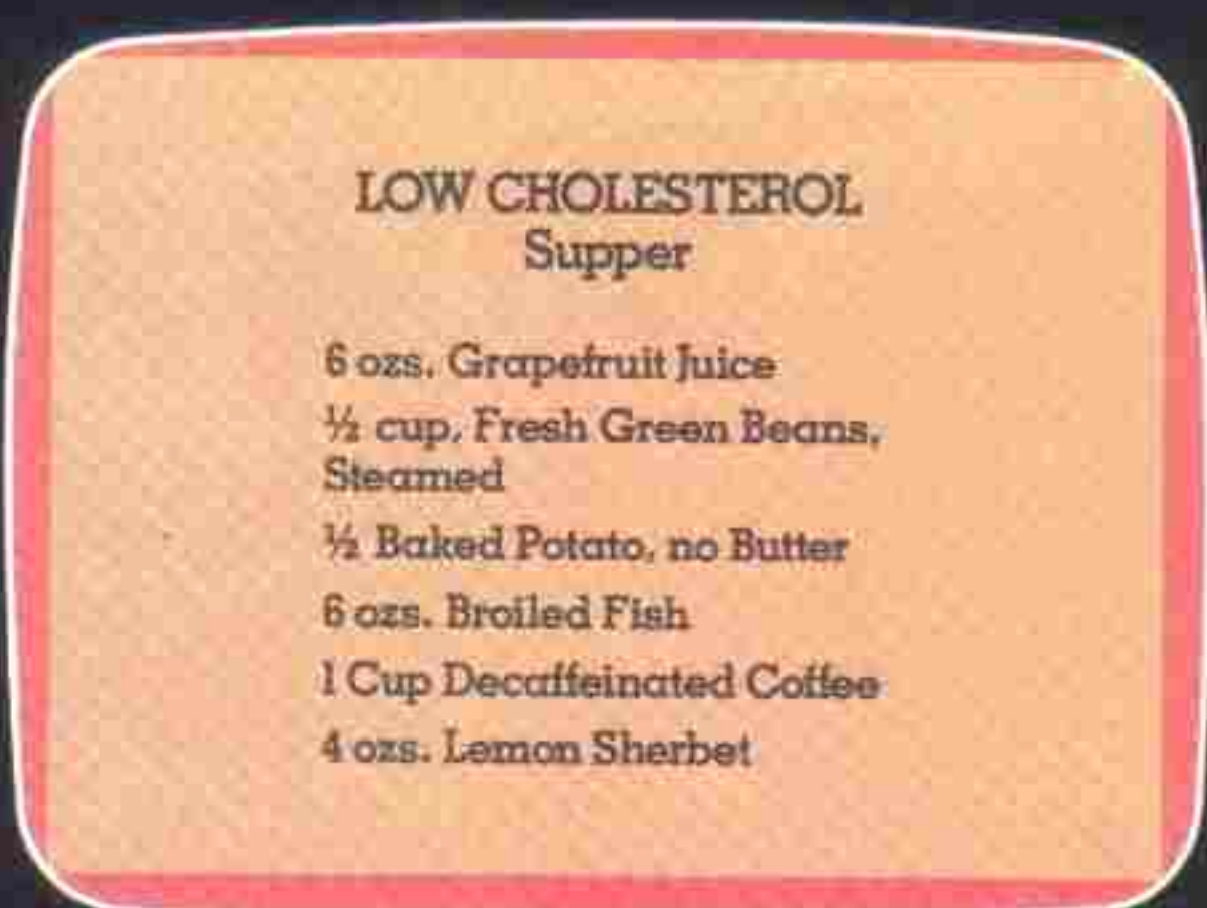 LOW CHOLESTEROL
Supper
6 ozs. Grapefruit Juice
½ cup, Fresh Green Beans,
Steamed
½ Baked Potato, no Butter
6 ozs. Broiled Fish
1 Cup Decaffeinated Coffee
4 ozs. Lemon Sherbet